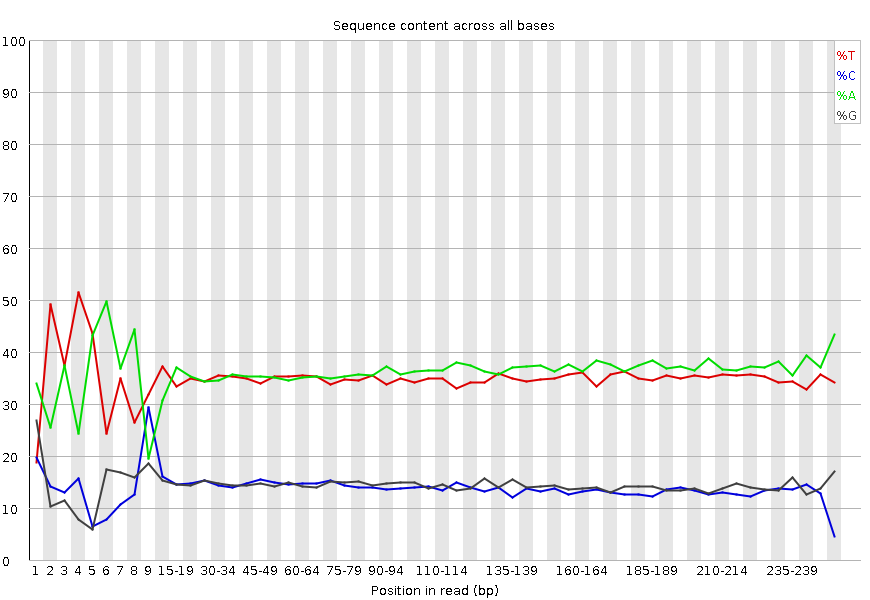 Sequence content across all bases
100
90
80
70
60
50
40
30
20
10
0
%T
%C
%A
%G
1 2 3 4 5 6 7 8 9 15-19 30-34 45-49 60-64 75-79 90-94 110-114 135-139 160-164 185-189 210-214 235-239
Position in read (bp)